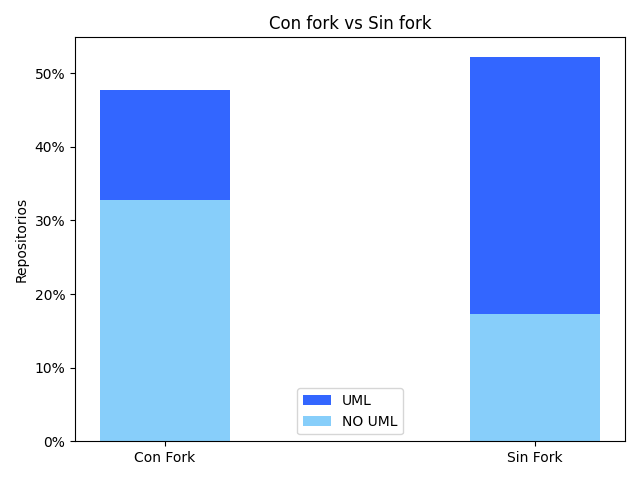 Con fork vs Sin fork
Repositorios
50%
40%
30%
20%
10%
0%
UML
NO UML
Con Fork
Sin Fork